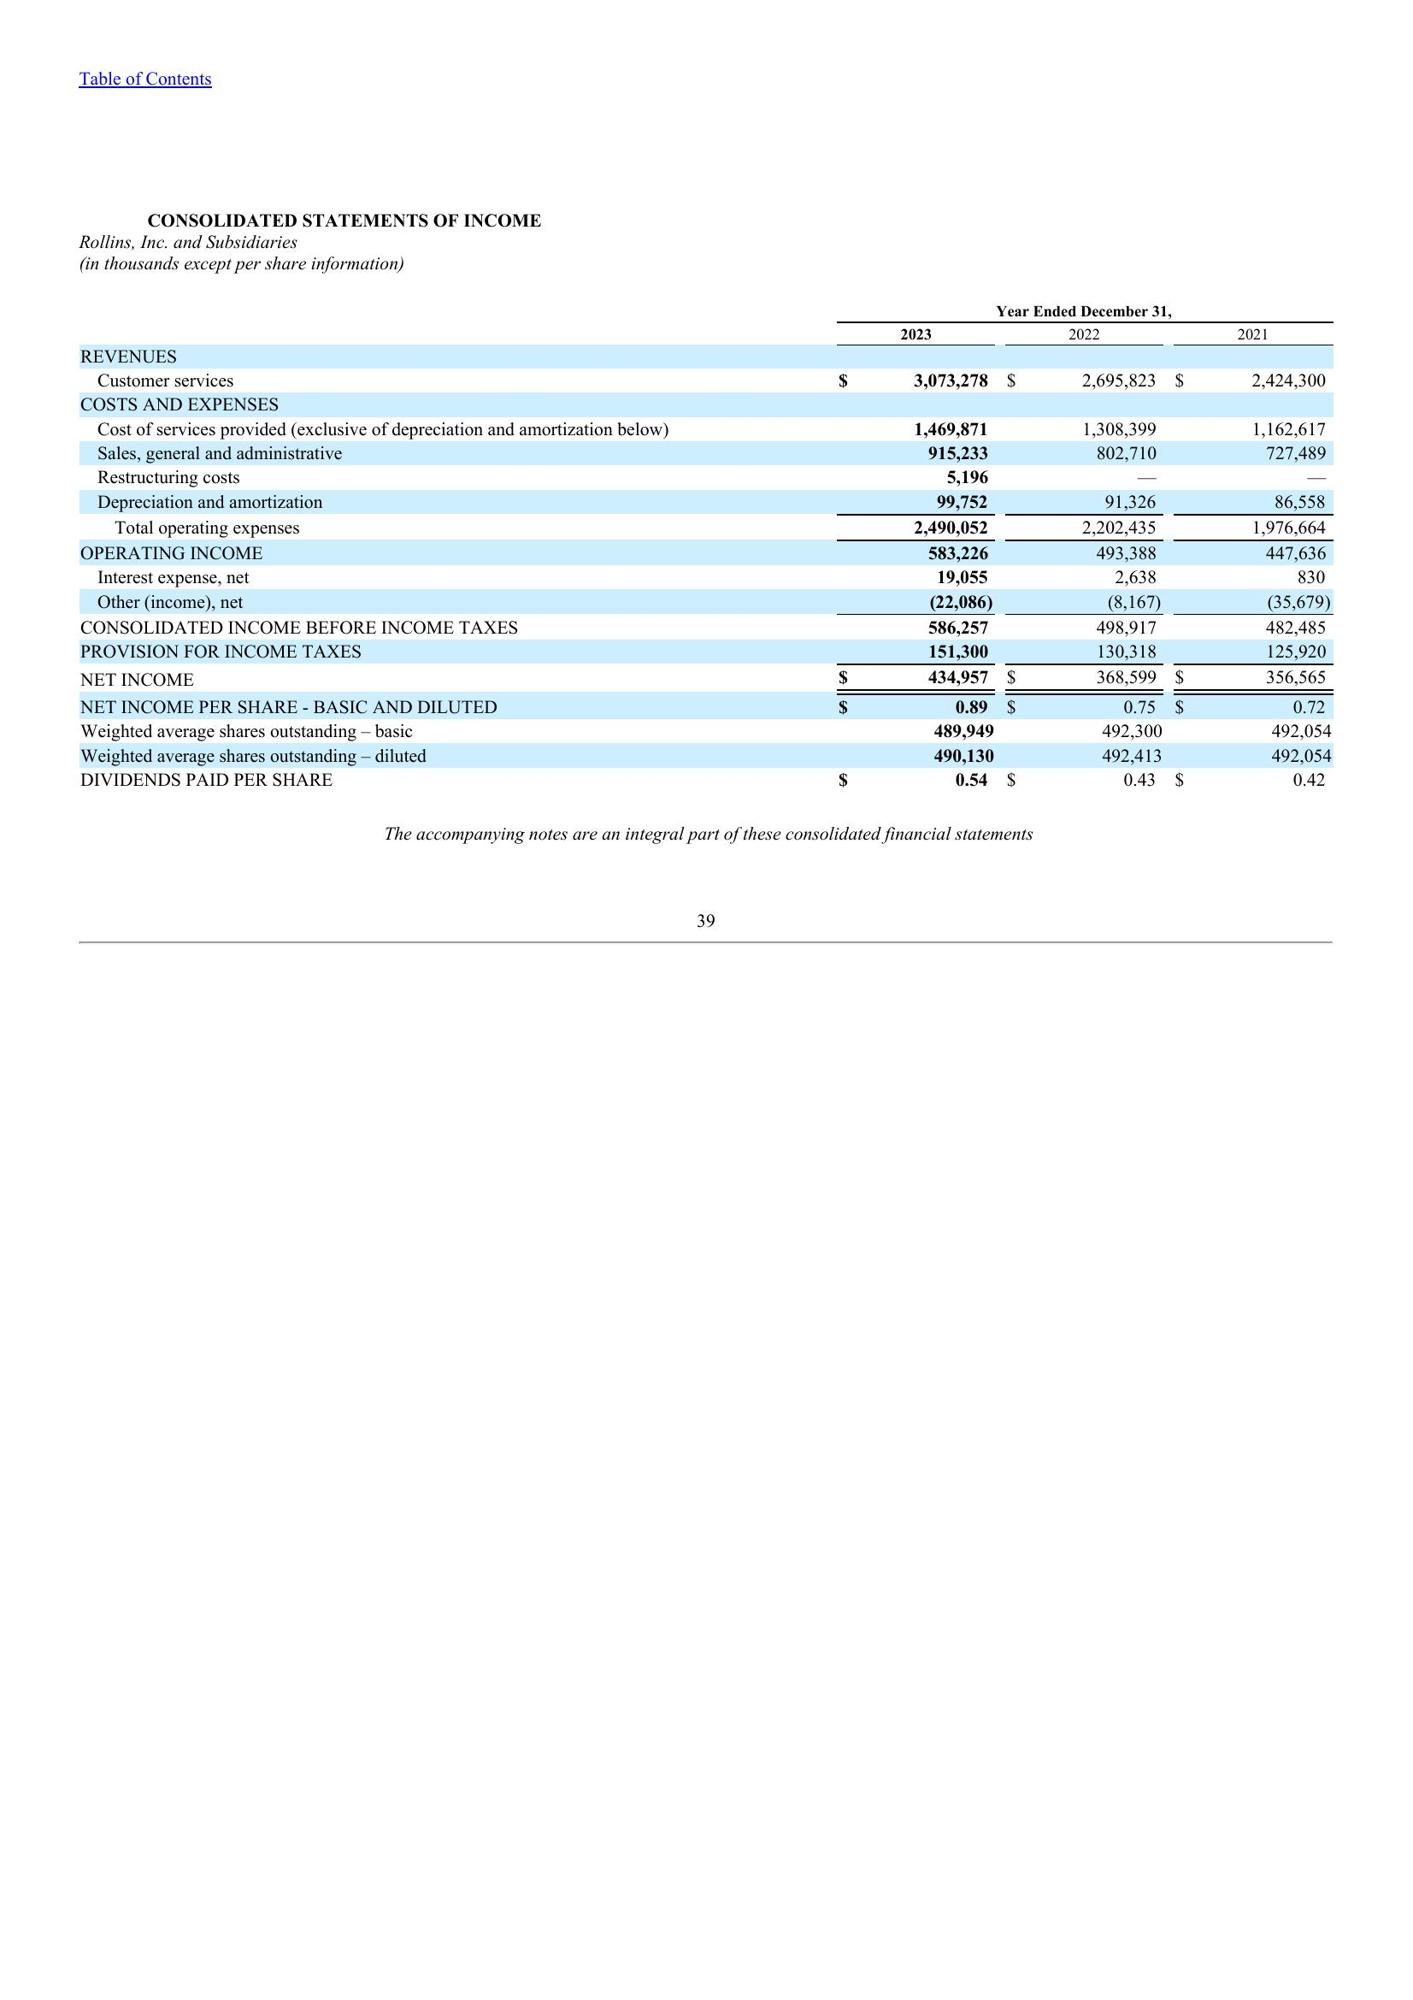 Table of Contents
CONSOLIDATED STATEMENTS OF INCOME
Rollins, Inc. and Subsidiaries
(in thousands except per share information)
Year Ended December 31,
2023 2022 2021
REVENUES
Customer services $ 3,073,278 $ 2,695,823 $ 2,424,300
COSTS AND EXPENSES
Cost of services provided (exclusive of depreciation and amortization below) 1,469,871 1,308,399 1,162,617
Sales, general and administrative 915,233 802,710 727,489
Restructuring costs 5,196 — —
Depreciation and amortization 99,752 91,326 86,558
Total operating expenses 2,490,052 2,202,435 1,976,664
OPERATING INCOME 583,226 493,388 447,636
Interest expense, net 19,055 2,638 830
Other (income), net (22,086) (8,167) (35,679)
CONSOLIDATED INCOME BEFORE INCOME TAXES 586,257 498,917 482,485
PROVISION FOR INCOME TAXES 151,300 130,318 125,920
NET INCOME $ 434,957 $ 368,599 $ 356,565
NET INCOME PER SHARE - BASIC AND DILUTED $ 0.89 $ 0.75 $ 0.72
Weighted average shares outstanding – basic 489,949 492,300 492,054
Weighted average shares outstanding – diluted 490,130 492,413 492,054
DIVIDENDS PAID PER SHARE $ 0.54 $ 0.43 $ 0.42
The accompanying notes are an integral part of these consolidated financial statements
39